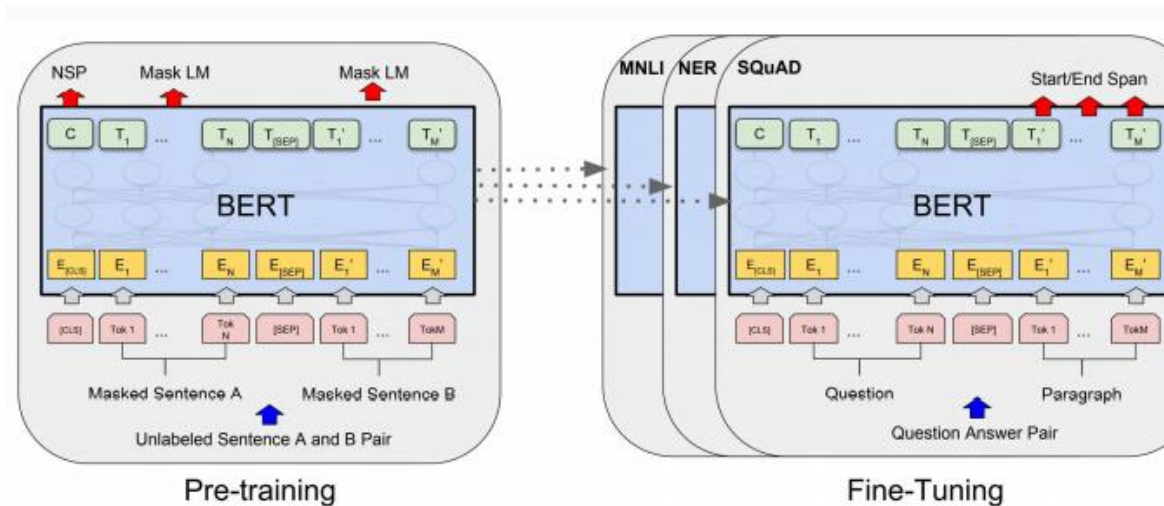 NSP Mask LM Mask LM
C T1 ... TN T[SEP] T1' ... TM'
BERT
E[CLS] E1 ... EN E[SEP] E1' ... EM'
[CLS] Tok 1 ... Tok N [SEP] Tok 1 ... TokM
Masked Sentence A Masked Sentence B
Unlabeled Sentence A and B Pair
Pre-training
MNLI NER SQuAD
Start/End Span
C T1 ... TN T[SEP] T1' ... TM'
BERT
E[CLS] E1 ... EN E[SEP] E1' ... EM'
[CLS] Tok 1 ... Tok N [SEP] Tok 1 ... TokM
Question Paragraph
Question Answer Pair
Fine-Tuning